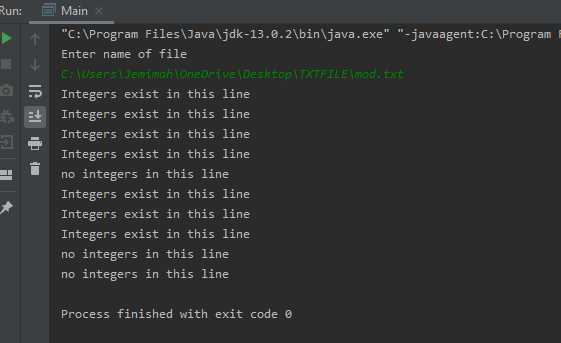 Run: Main ×
"C:\Program Files\Java\jdk-13.0.2\bin\java.exe" "-javaagent:C:\Program F
Enter name of file
C:\Users\Jemimah\OneDrive\Desktop\TXTFILE\mod.txt
Integers exist in this line
Integers exist in this line
Integers exist in this line
Integers exist in this line
no integers in this line
Integers exist in this line
Integers exist in this line
Integers exist in this line
no integers in this line
no integers in this line
Process finished with exit code 0